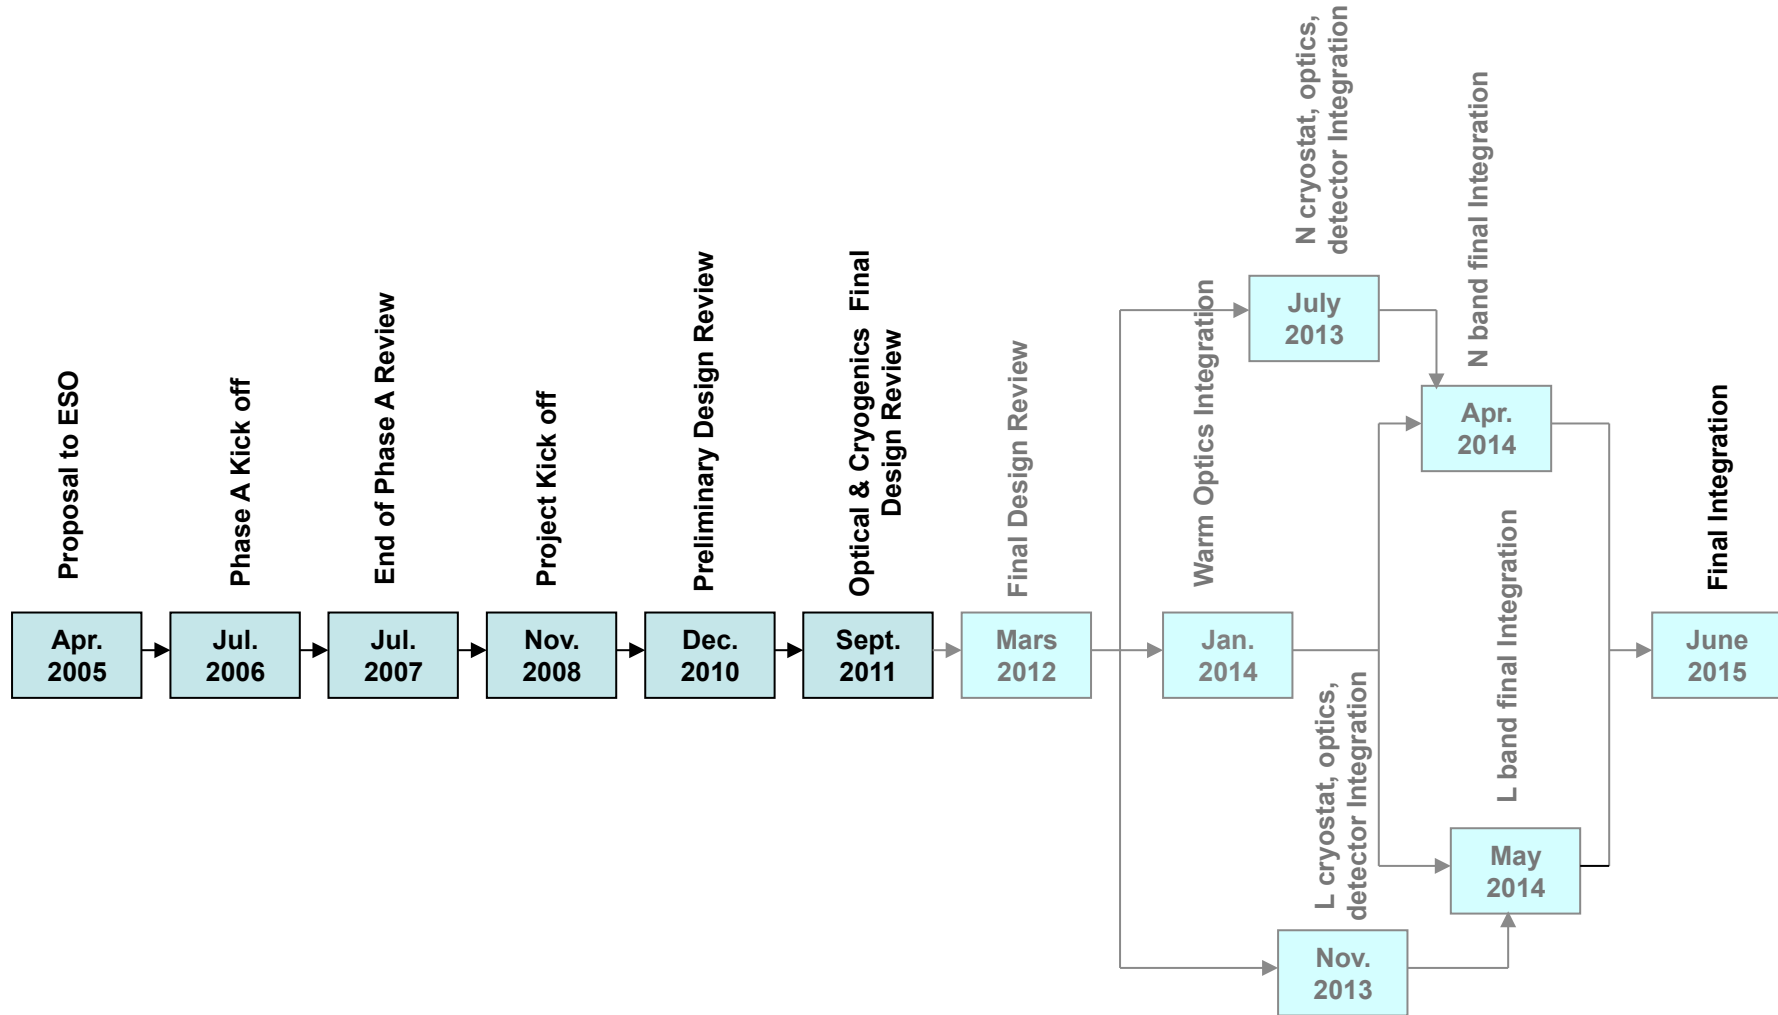 Proposal to ESO
Apr.
2005
Phase A Kick off
Jul.
2006
End of Phase A Review
Jul.
2007
Project Kick off
Nov.
2008
Preliminary Design Review
Dec.
2010
Optical & Cryogenics Final
Design Review
Sept.
2011
Final Design Review
Mars
2012
N cryostat, optics,
detector Integration
July
2013
Warm Optics Integration
Jan.
2014
L cryostat, optics,
detector Integration
Nov.
2013
N band final Integration
Apr.
2014
L band final Integration
May
2014
Final Integration
June
2015